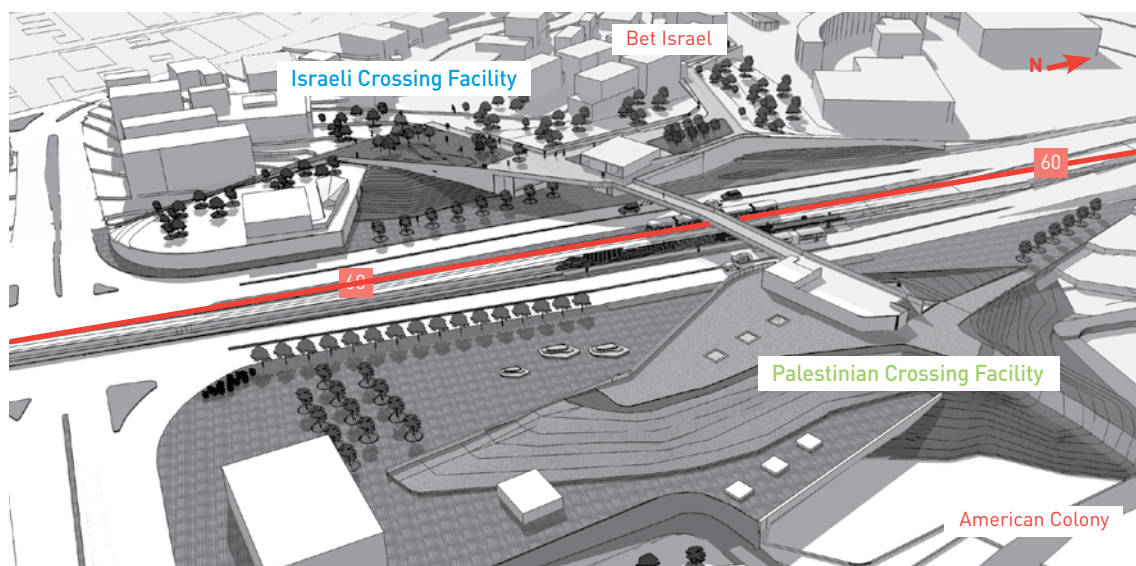 Bet Israel
Israeli Crossing Facility
N
60
60
Palestinian Crossing Facility
American Colony